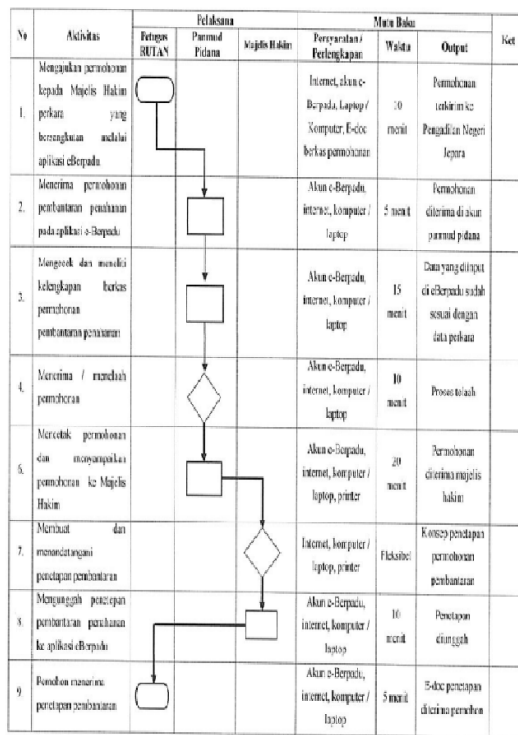 Pelaksana
Mutu Baku
No
Aktivitas
Petugas
RUTAN
Panmud
Pidana
Majelis Hakim
Persyaratan /
Perlengkapan
Waktu
Output
Ket
1.
Mengajukan permohonan
kepada Majelis Hakim
perkara yang
bersangkutan melalui
aplikasi eBerpadu
Internet, akun e-
Berpadu, Laptop /
Komputer, E-doc
berkas permohonan
10
menit
Permohonan
terkirim ke
Pengadilan Negeri
Jepara
2.
Menerima permohonan
pembantaran penahanan
pada aplikasi e-Berpadu
Akun e-Berpadu,
internet, komputer /
laptop
5 menit
Permohonan
diterima di akun
panmud pidana
3.
Mengecek dan meneliti
kelengkapan berkas
permohonan
pembantaran penahanan
Akun e-Berpadu,
internet, komputer /
laptop
15
menit
Data yang diinput
di eBerpadu sudah
sesuai dengan
data perkara
4.
Menerima / menelaah
permohonan
Akun e-Berpadu,
internet, komputer /
laptop
10
menit
Proses telaah
6.
Mencetak permohonan
dan menyampaikan
permohonan ke Majelis
Hakim
Akun e-Berpadu,
internet, komputer /
laptop, printer
20
menit
Permohonan
diterima majelis
hakim
7.
Membuat dan
menandatangani
penetapan pembantaran
Internet, komputer /
laptop, printer
Fleksibel
Konsep penetapan
permohonan
pembantaran
8.
Mengunggah penetapan
pembantaran penahanan
ke aplikasi eBerpadu
Akun e-Berpadu,
internet, komputer /
laptop
10
menit
Penetapan
diunggah
9.
Pemohon menerima
penetapan pembantaran
Akun e-Berpadu,
internet, komputer /
laptop
5 menit
E-doc penetapan
diterima pemohon